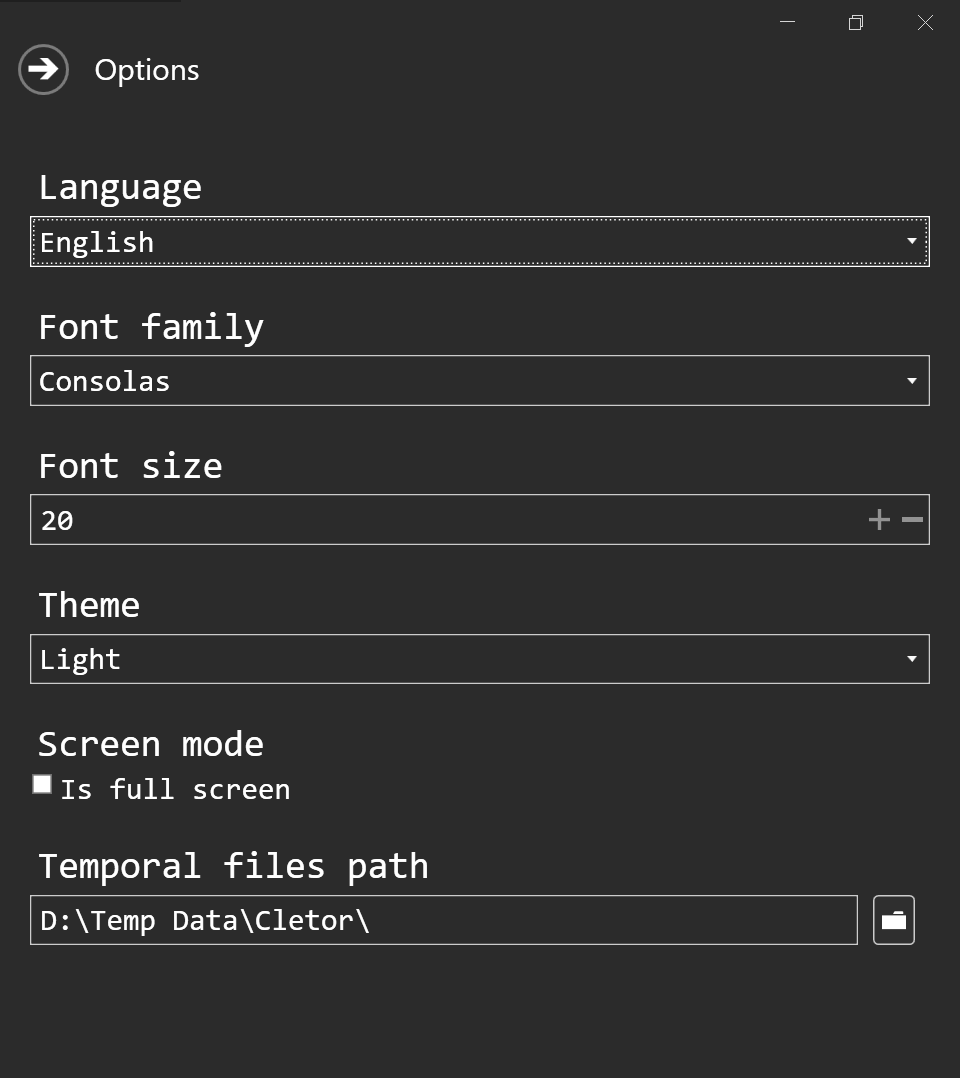 Options
Language
English
Font family
Consolas
Font size
20
Theme
Light
Screen mode
Is full screen
Temporal files path
D:\Temp Data\Cletor\